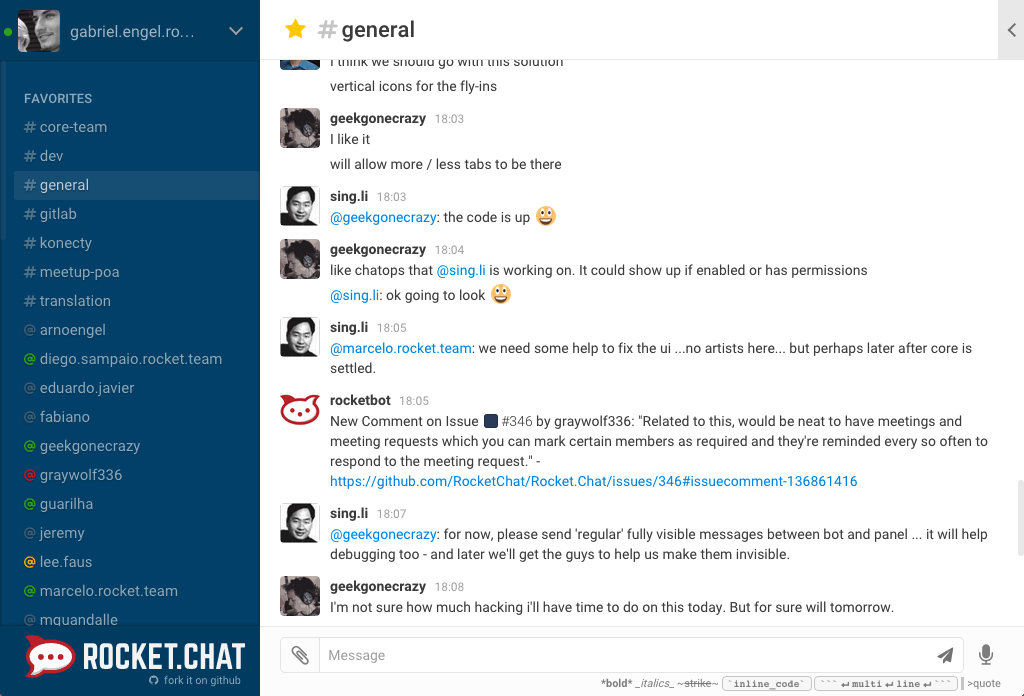 gabriel.engel.ro...
FAVORITES
# core-team
# dev
# general
# gitlab
# konecty
# meetup-poa
# translation
@ arnoengel
@ diego.sampaio.rocket.team
@ eduardo.javier
@ fabiano
@ geekgonecrazy
@ graywolf336
@ guarilha
@ jeremy
@ lee.faus
@ marcelo.rocket.team
@ mquandalle
ROCKET.CHAT
fork it on github
# general
I think we should go with this solution
vertical icons for the fly-ins
geekgonecrazy 18:03
I like it
will allow more / less tabs to be there
sing.li 18:03
@geekgonecrazy: the code is up
geekgonecrazy 18:04
like chatops that @sing.li is working on. It could show up if enabled or has permissions
@sing.li: ok going to look
sing.li 18:05
@marcelo.rocket.team: we need some help to fix the ui ...no artists here... but perhaps later after core is
settled.
rocketbot 18:05
New Comment on Issue #346 by graywolf336: "Related to this, would be neat to have meetings and
meeting requests which you can mark certain members as required and they're reminded every so often to
respond to the meeting request." -
https://github.com/RocketChat/Rocket.Chat/issues/346#issuecomment-136861416
sing.li 18:07
@geekgonecrazy: for now, please send 'regular' fully visible messages between bot and panel ... it will help
debugging too - and later we'll get the guys to help us make them invisible.
geekgonecrazy 18:08
I'm not sure how much hacking i'll have time to do on this today. But for sure will tomorrow.
Message
*bold* _italics_ ~strike~ `inline_code` ```↵multi↵line↵``` >quote